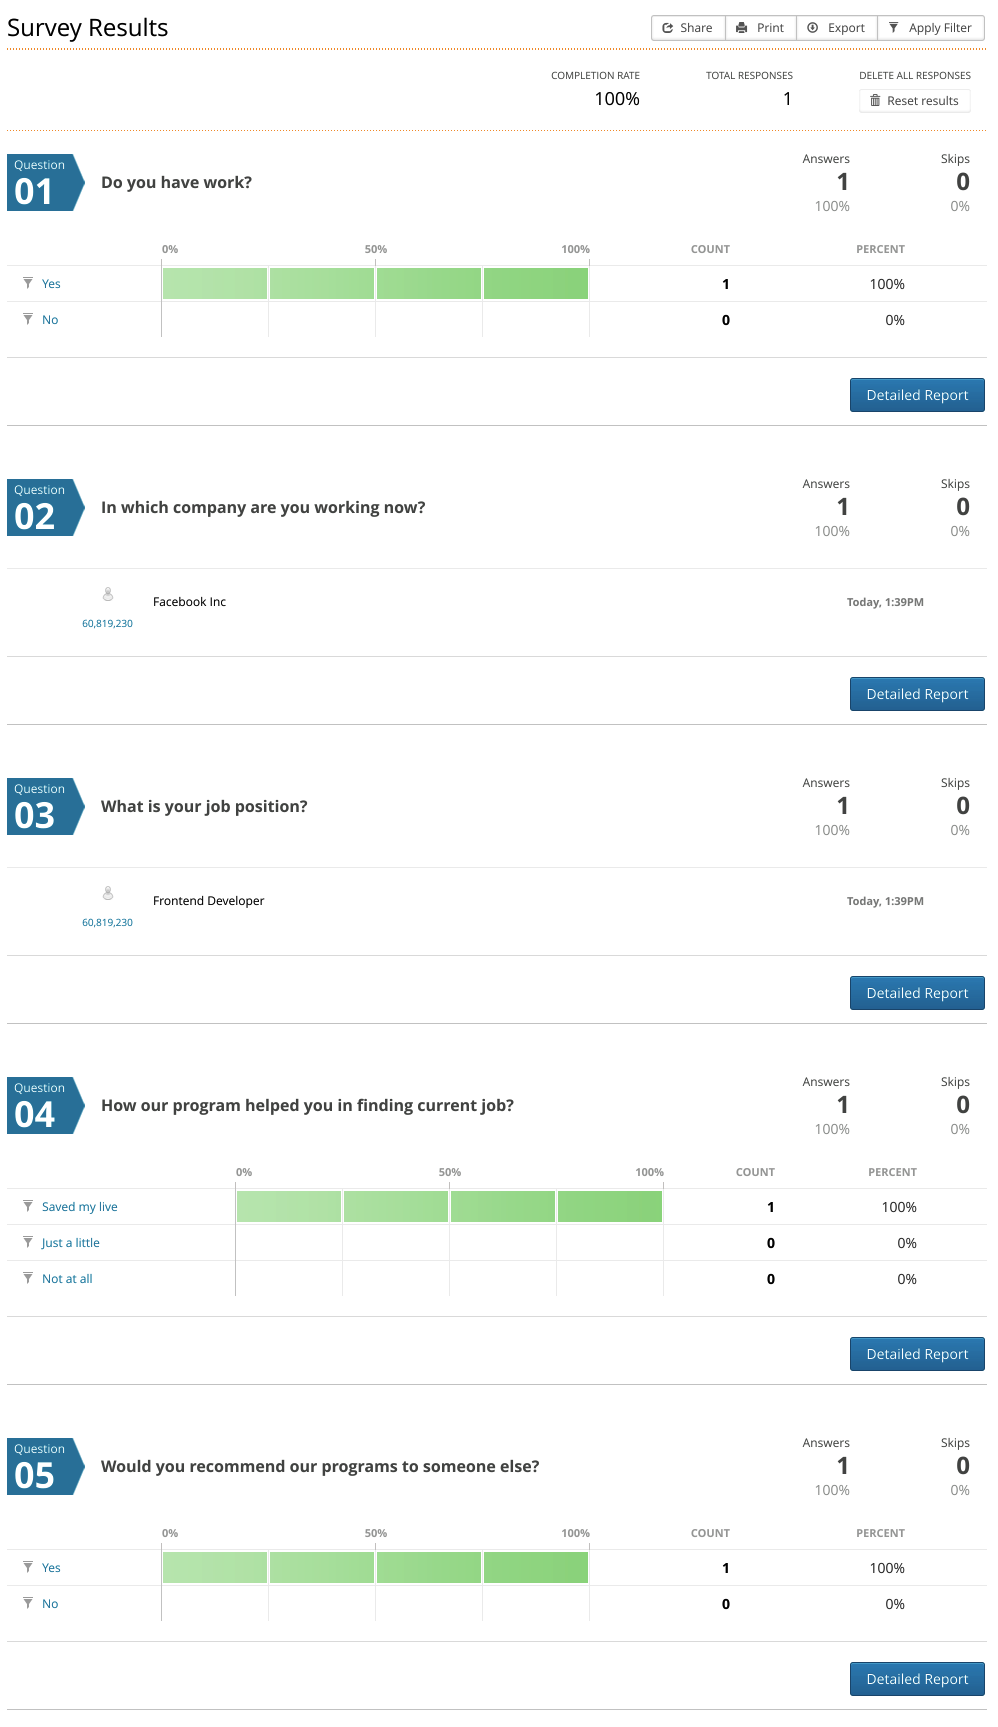 Survey Results
Share Print Export Apply Filter
COMPLETION RATE TOTAL RESPONSES DELETE ALL RESPONSES
100% 1 Reset results
Question 01 Do you have work? Answers 1 100% Skips 0 0%
0% 50% 100% COUNT PERCENT
Yes 1 100%
No 0 0%
Detailed Report
Question 02 In which company are you working now? Answers 1 100% Skips 0 0%
Facebook Inc Today, 1:39PM
60,819,230
Detailed Report
Question 03 What is your job position? Answers 1 100% Skips 0 0%
Frontend Developer Today, 1:39PM
60,819,230
Detailed Report
Question 04 How our program helped you in finding current job? Answers 1 100% Skips 0 0%
0% 50% 100% COUNT PERCENT
Saved my live 1 100%
Just a little 0 0%
Not at all 0 0%
Detailed Report
Question 05 Would you recommend our programs to someone else? Answers 1 100% Skips 0 0%
0% 50% 100% COUNT PERCENT
Yes 1 100%
No 0 0%
Detailed Report